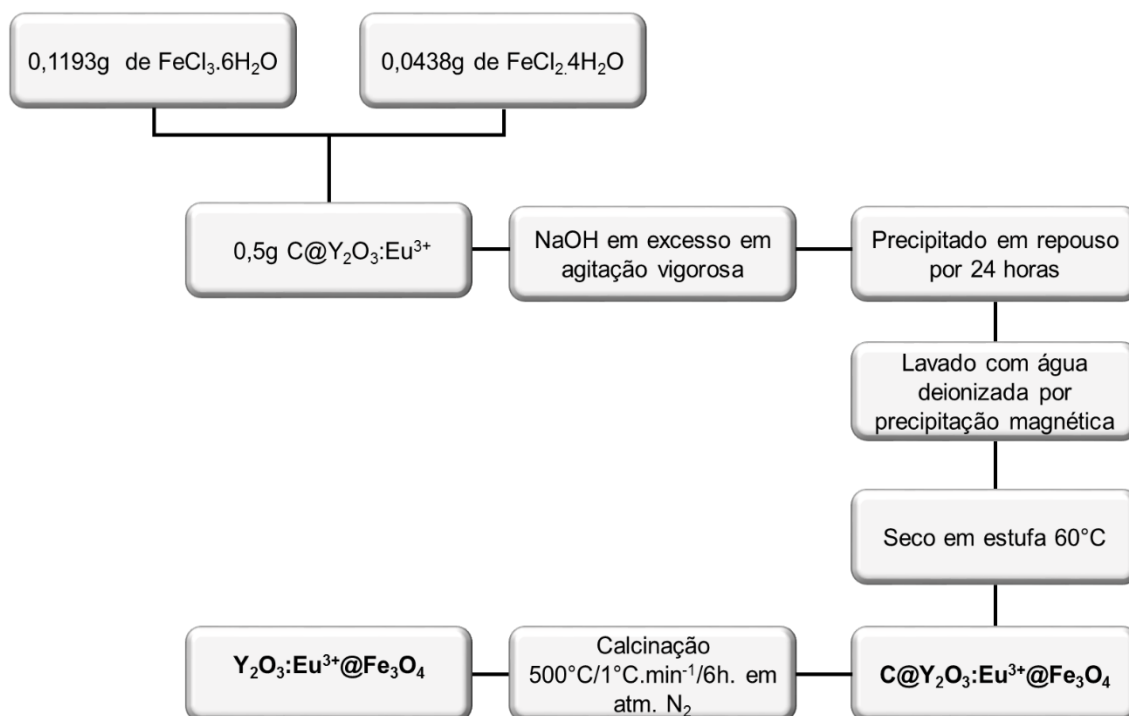 0,1193g de FeCl₃.6H₂O
0,0438g de FeCl₂.4H₂O
0,5g C@Y₂O₃:Eu³⁺
NaOH em excesso em
agitação vigorosa
Precipitado em repouso
por 24 horas
Lavado com água
deionizada por
precipitação magnética
Seco em estufa 60°C
C@Y₂O₃:Eu³⁺@Fe₃O₄
Calcinação
500°C/1°C.min⁻¹/6h. em
atm. N₂
Y₂O₃:Eu³⁺@Fe₃O₄